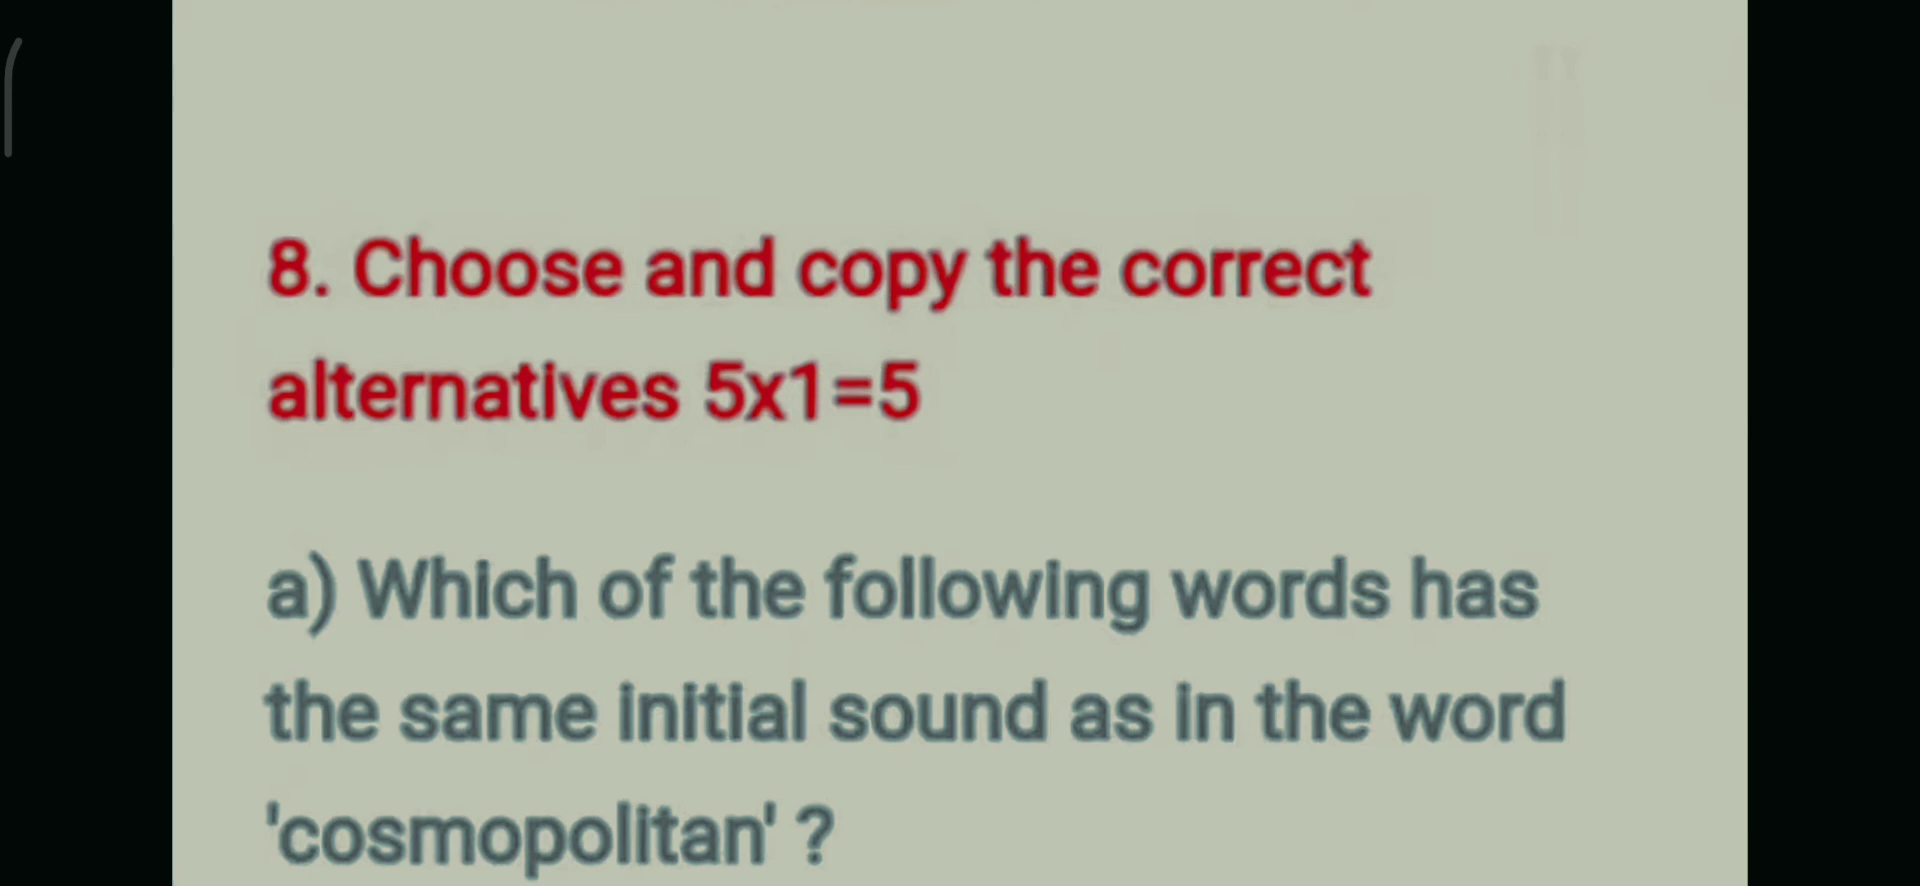 8. Choose and copy the correct
alternatives 5x1=5
a) Which of the following words has
the same initial sound as in the word
'cosmopolitan' ?